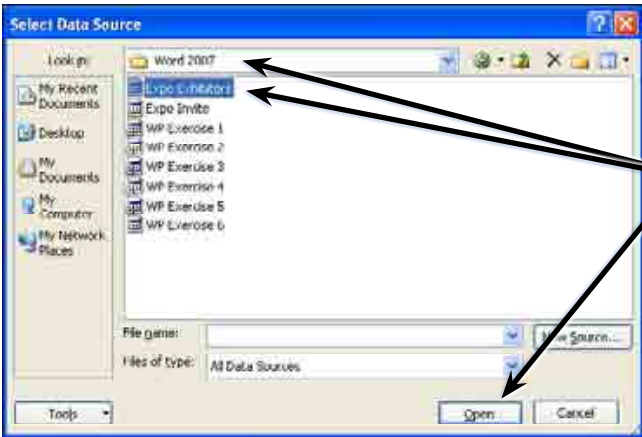 Select Data Source
Look in:
Word 2007
My Recent Documents
Desktop
My Documents
My Computer
My Network Places
Expo Exhibitors
Expo Invite
WP Exercise 1
WP Exercise 2
WP Exercise 3
WP Exercise 4
WP Exercise 5
WP Exercise 6
File name:
New Source...
Files of type:
All Data Sources
Tools
Open
Cancel